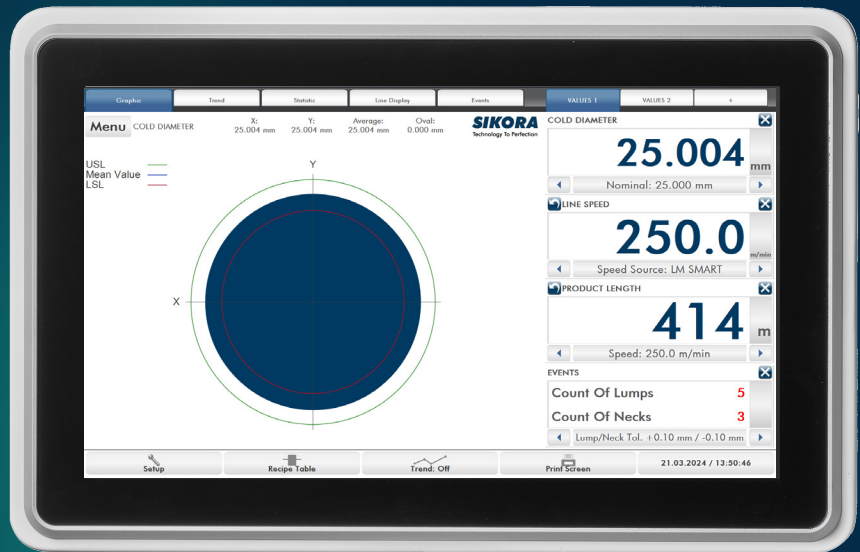 Graphic
Trend
Statistic
Line Display
Events
VALUES 1
VALUES 2
+
Menu
COLD DIAMETER
X:
25.004 mm
Y:
25.004 mm
Average:
25.004 mm
Oval:
0.000 mm
SIKORA
Technology To Perfection
USL
Mean Value
LSL
Y
X
COLD DIAMETER
25.004 mm
Nominal: 25.000 mm
LINE SPEED
250.0 m/min
Speed Source: LM SMART
PRODUCT LENGTH
414 m
Speed: 250.0 m/min
EVENTS
Count Of Lumps 5
Count Of Necks 3
Lump/Neck Tol. +0.10 mm / -0.10 mm
Setup
Recipe Table
Trend: Off
Print Screen
21.03.2024 / 13:50:46